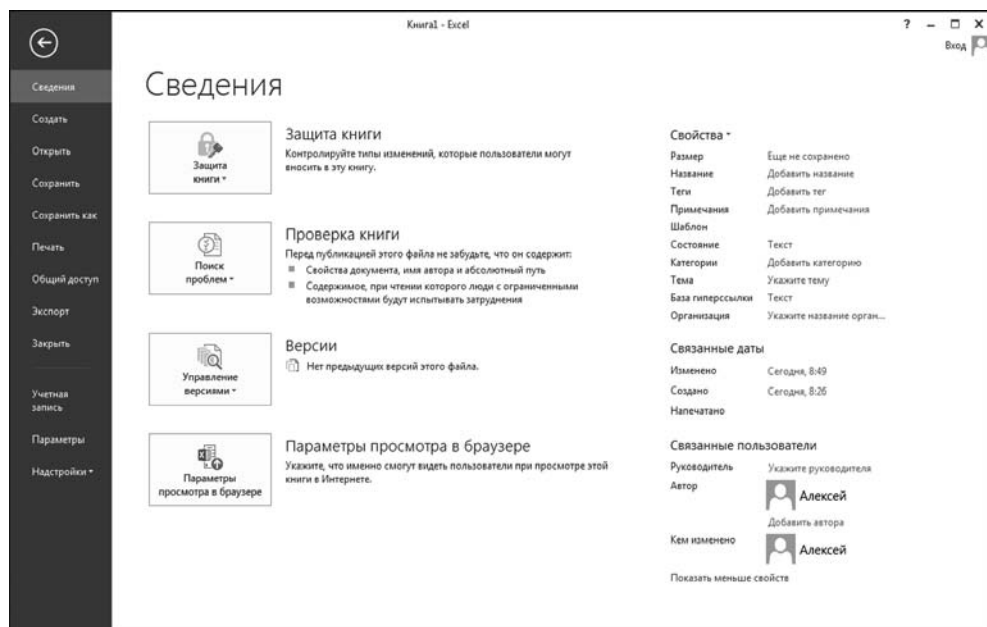 Книга1 - Excel
?
Вход
Сведения
Создать
Открыть
Сохранить
Сохранить как
Печать
Общий доступ
Экспорт
Закрыть
Учетная
запись
Параметры
Надстройки
Сведения
Защита
книги
Защита книги
Контролируйте типы изменений, которые пользователи могут
вносить в эту книгу.
Поиск
проблем
Проверка книги
Перед публикацией этого файла не забудьте, что он содержит:
Свойства документа, имя автора и абсолютный путь
Содержимое, при чтении которого люди с ограниченными
возможностями будут испытывать затруднения
Управление
версиями
Версии
Нет предыдущих версий этого файла.
Параметры
просмотра в браузере
Параметры просмотра в браузере
Укажите, что именно смогут видеть пользователи при просмотре этой
книги в Интернете.
Свойства
Размер Еще не сохранено
Название Добавить название
Теги Добавить тег
Примечания Добавить примечания
Шаблон
Состояние Текст
Категории Добавить категорию
Тема Укажите тему
База гиперссылки Текст
Организация Укажите название орган...
Связанные даты
Изменено Сегодня, 8:49
Создано Сегодня, 8:26
Напечатано
Связанные пользователи
Руководитель Укажите руководителя
Автор Алексей
Добавить автора
Кем изменено Алексей
Показать меньше свойств